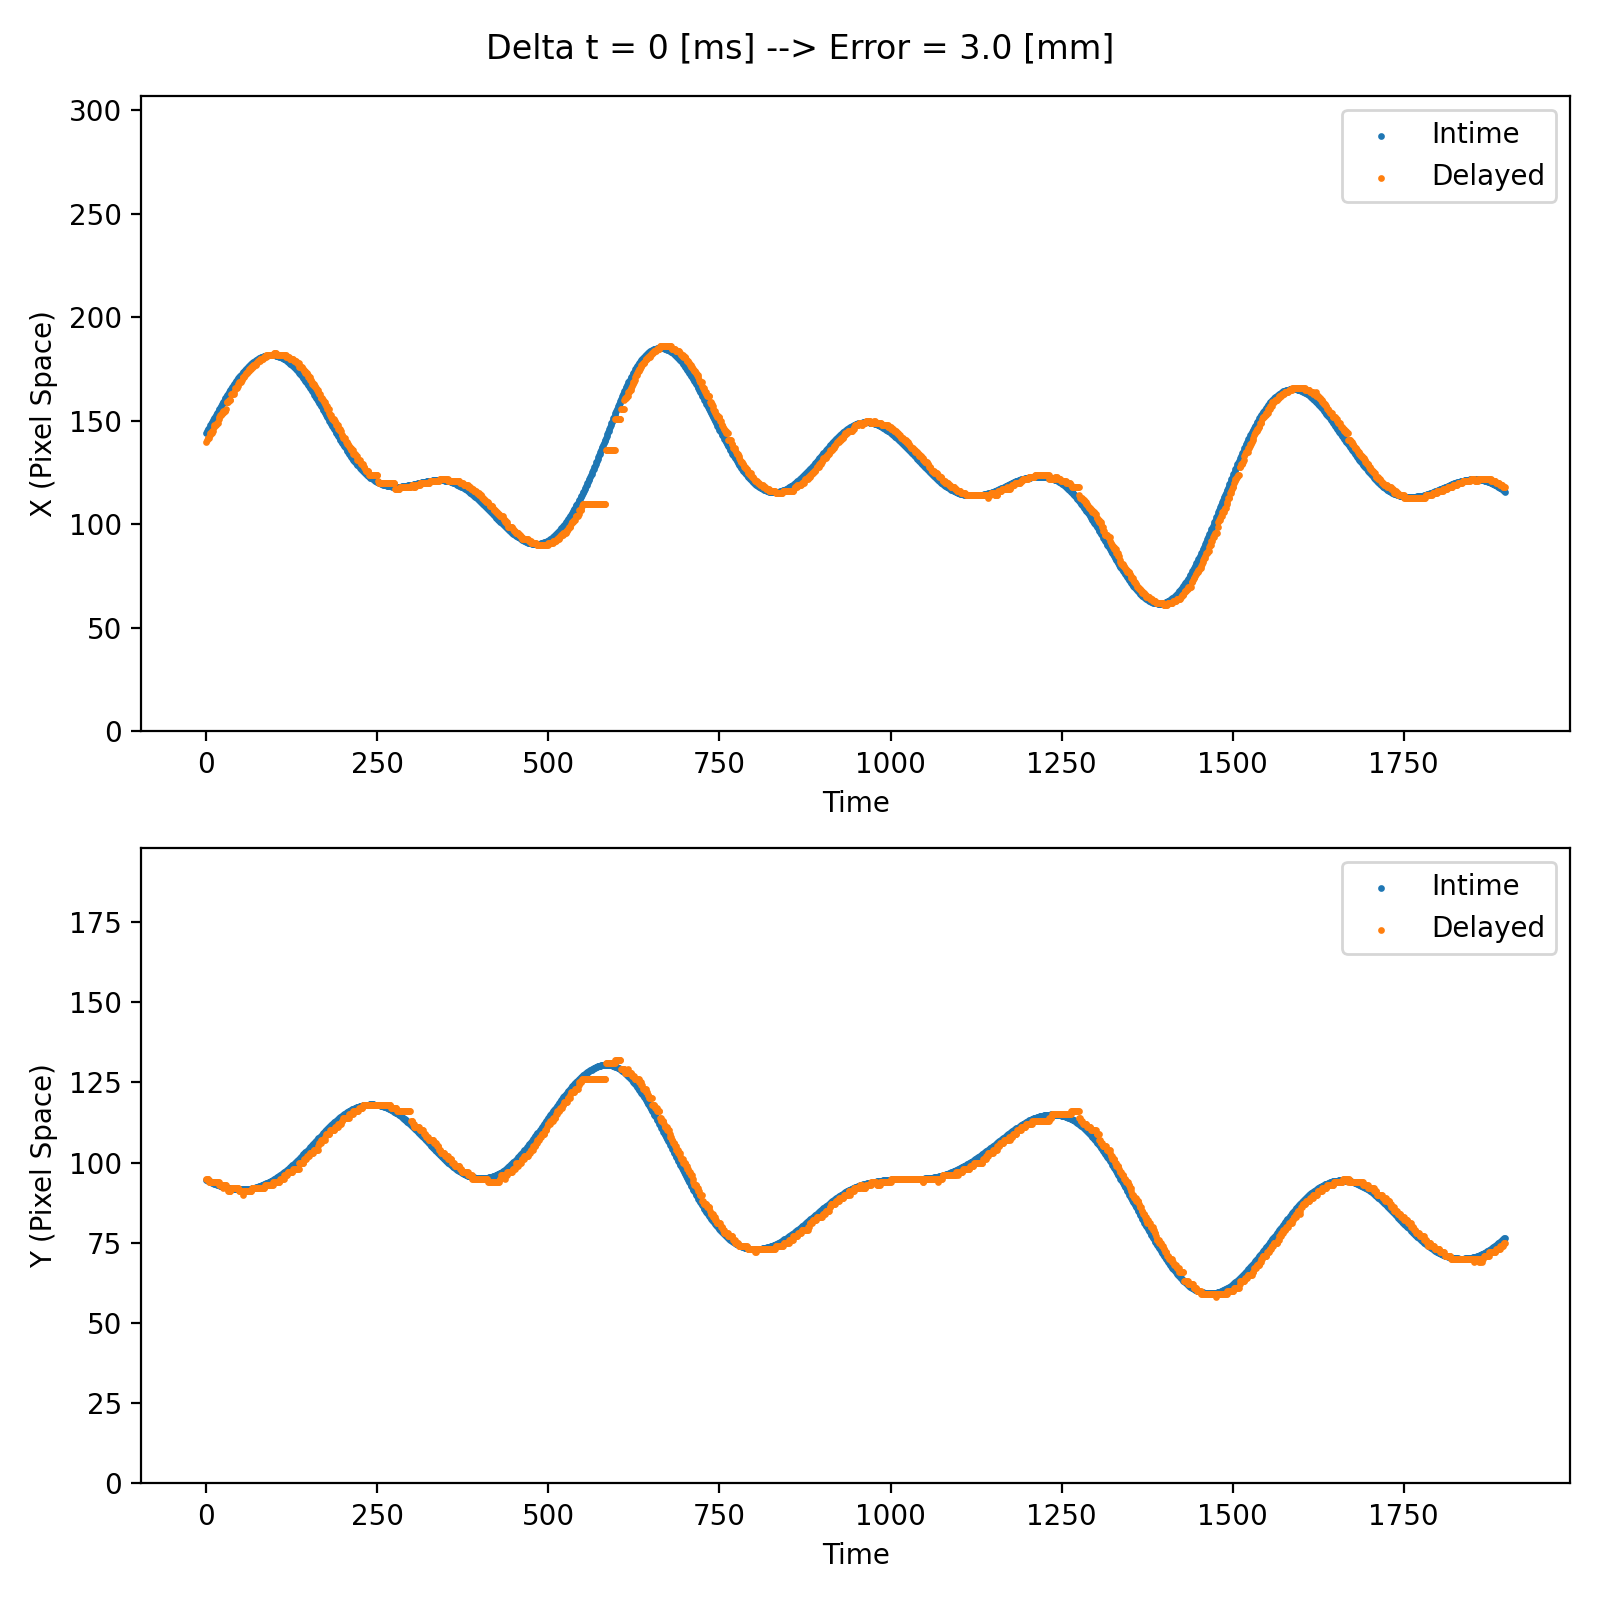 Delta t = 0 [ms] --> Error = 3.0 [mm]
300
250
200
150
100
50
0
X (Pixel Space)
Intime
Delayed
0 250 500 750 1000 1250 1500 1750
Time
175
150
125
100
75
50
25
0
Y (Pixel Space)
Intime
Delayed
0 250 500 750 1000 1250 1500 1750
Time